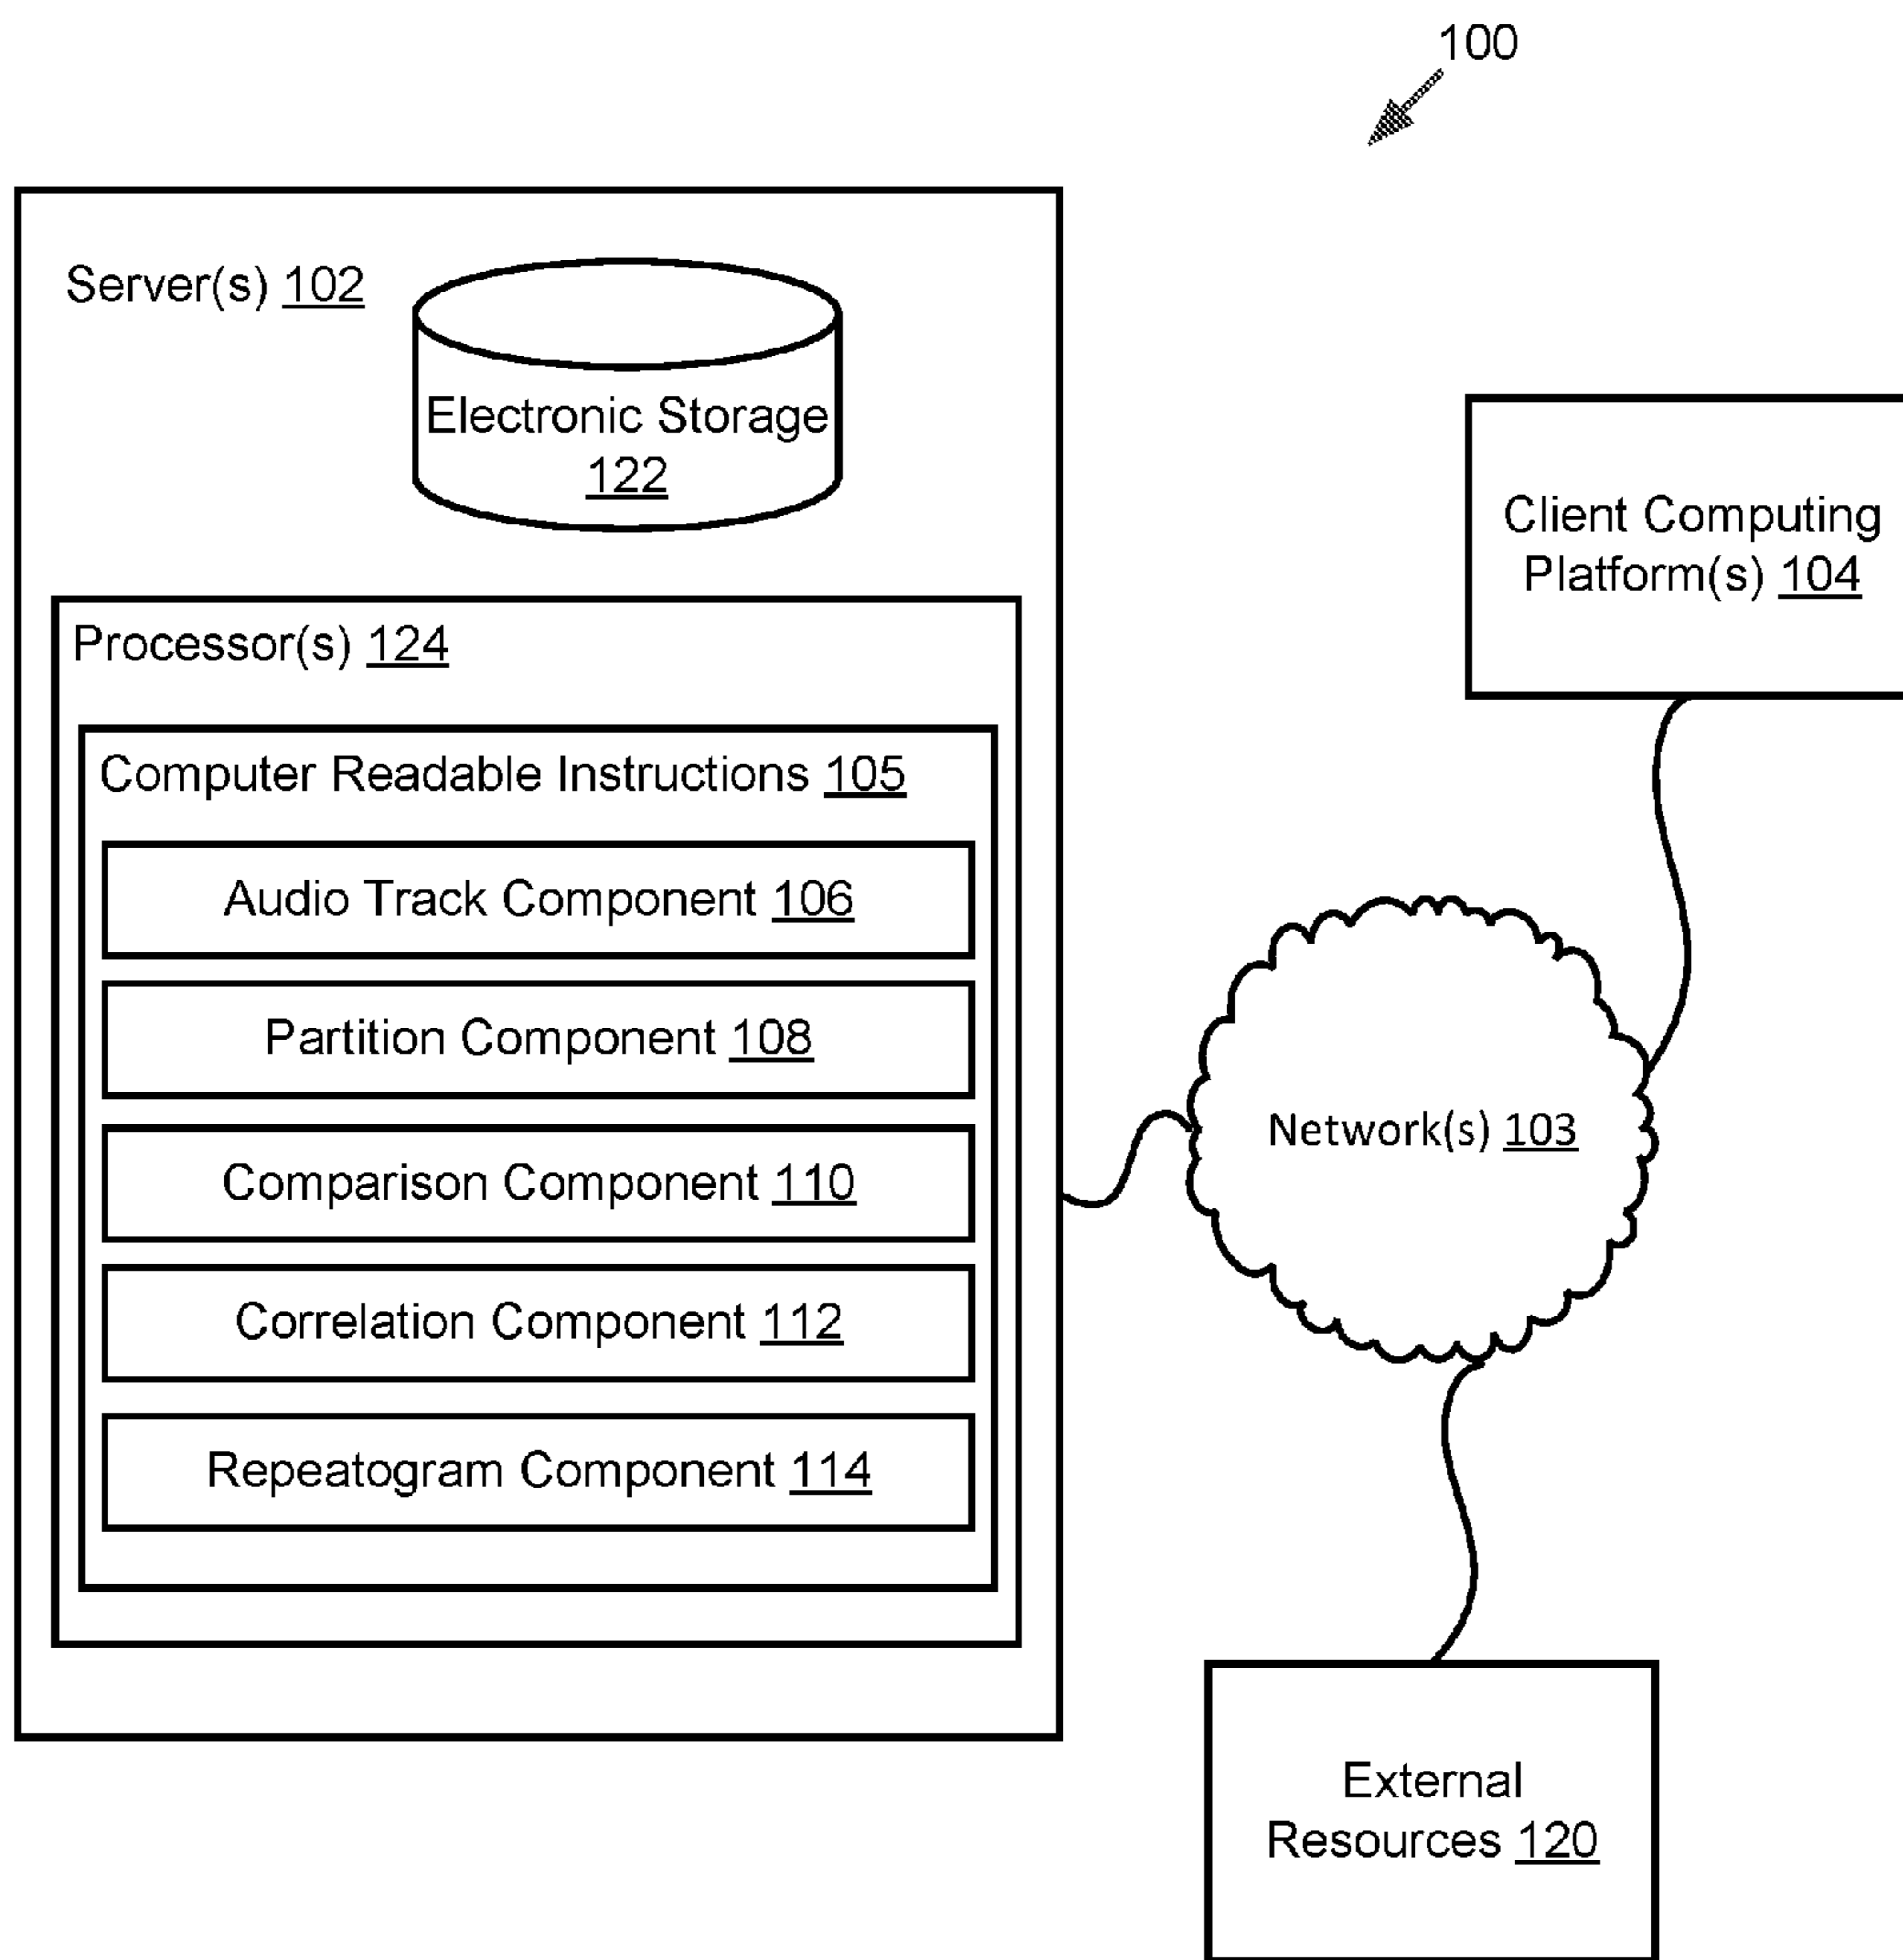 100
Server(s) 102
Electronic Storage
122
Processor(s) 124
Computer Readable Instructions 105
Audio Track Component 106
Partition Component 108
Comparison Component 110
Correlation Component 112
Repeatogram Component 114
Client Computing
Platform(s) 104
Network(s) 103
External
Resources 120